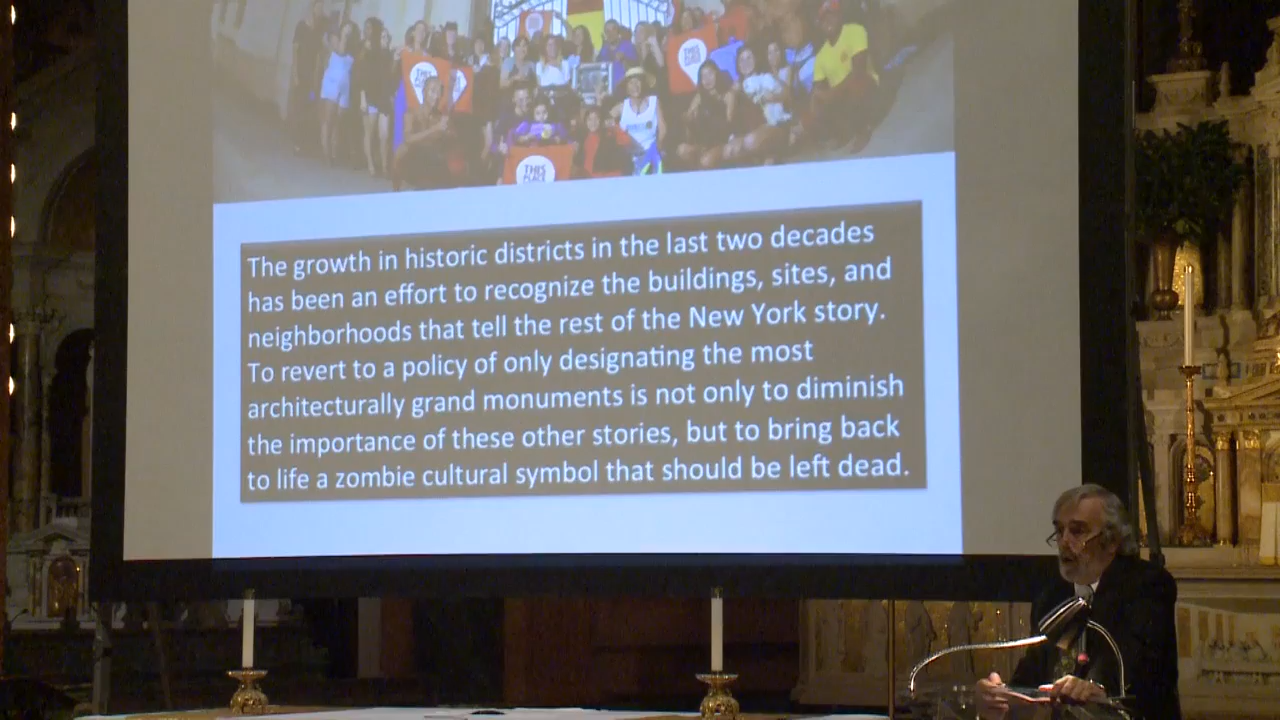 THIS
PLACE
The growth in historic districts in the last two decades
has been an effort to recognize the buildings, sites, and
neighborhoods that tell the rest of the New York story.
To revert to a policy of only designating the most
architecturally grand monuments is not only to diminish
the importance of these other stories, but to bring back
to life a zombie cultural symbol that should be left dead.